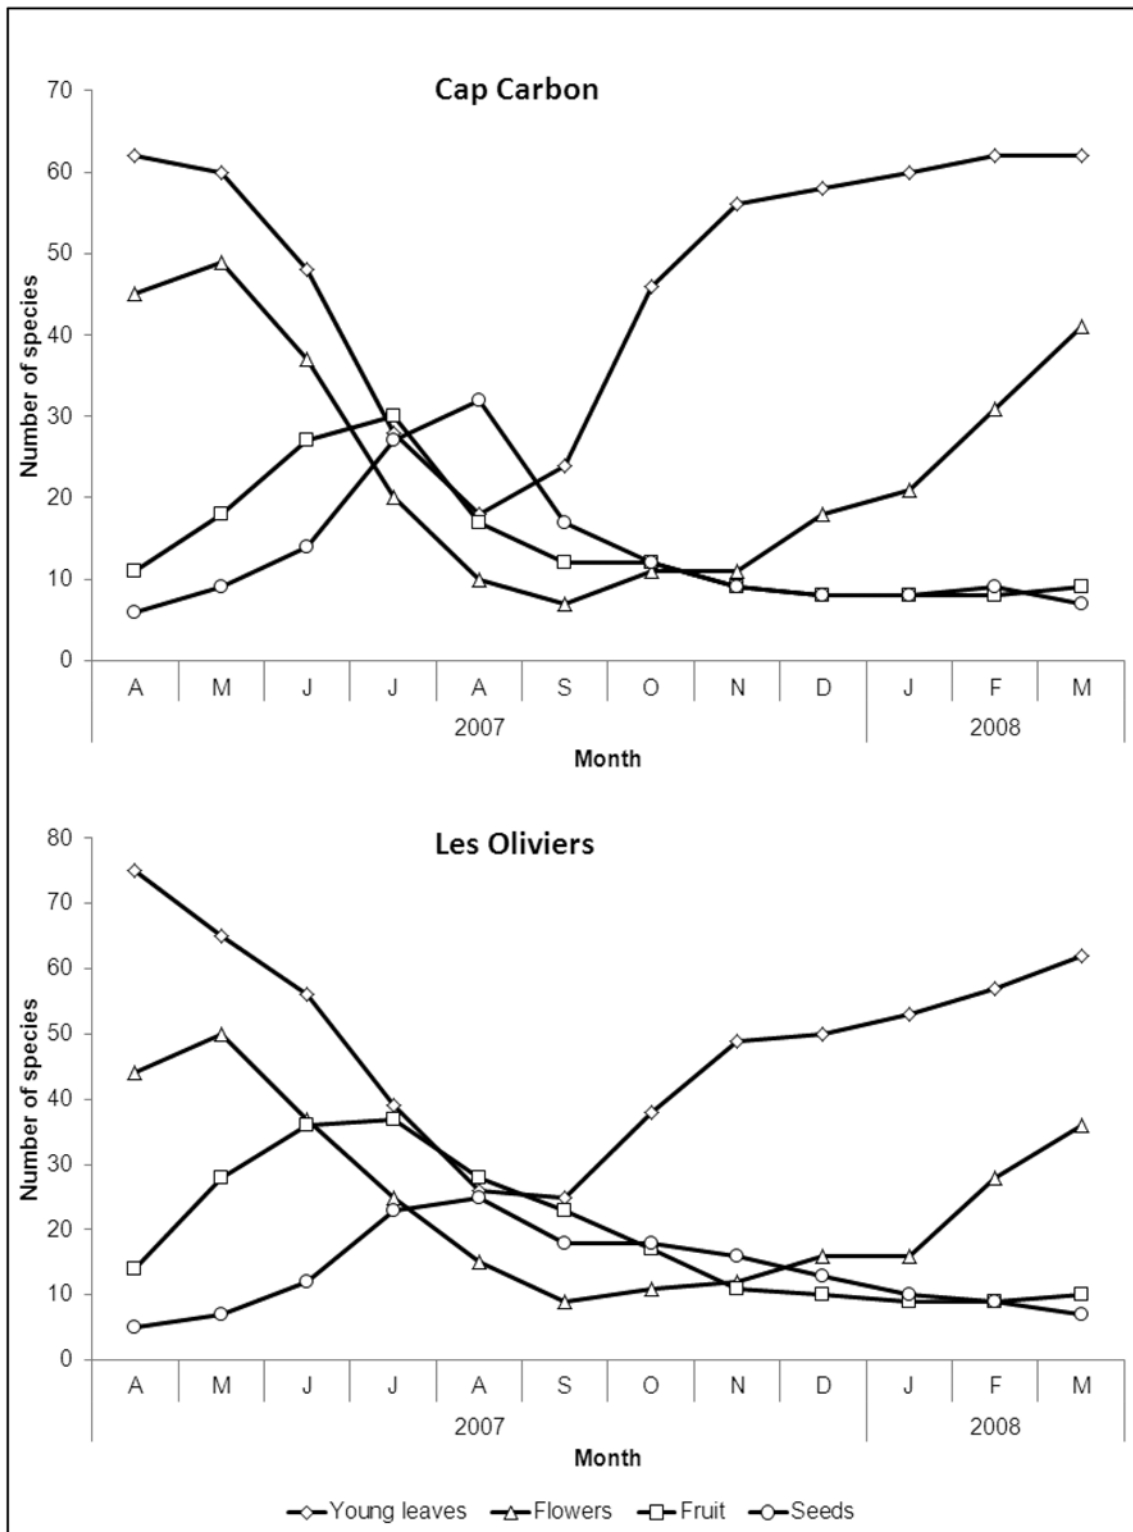 Cap Carbon
70
60
50
40
30
20
10
0
Number of species
A M J J A S O N D J F M
2007 2008
Month
Les Oliviers
80
70
60
50
40
30
20
10
0
Number of species
A M J J A S O N D J F M
2007 2008
Month
Young leaves Flowers Fruit Seeds